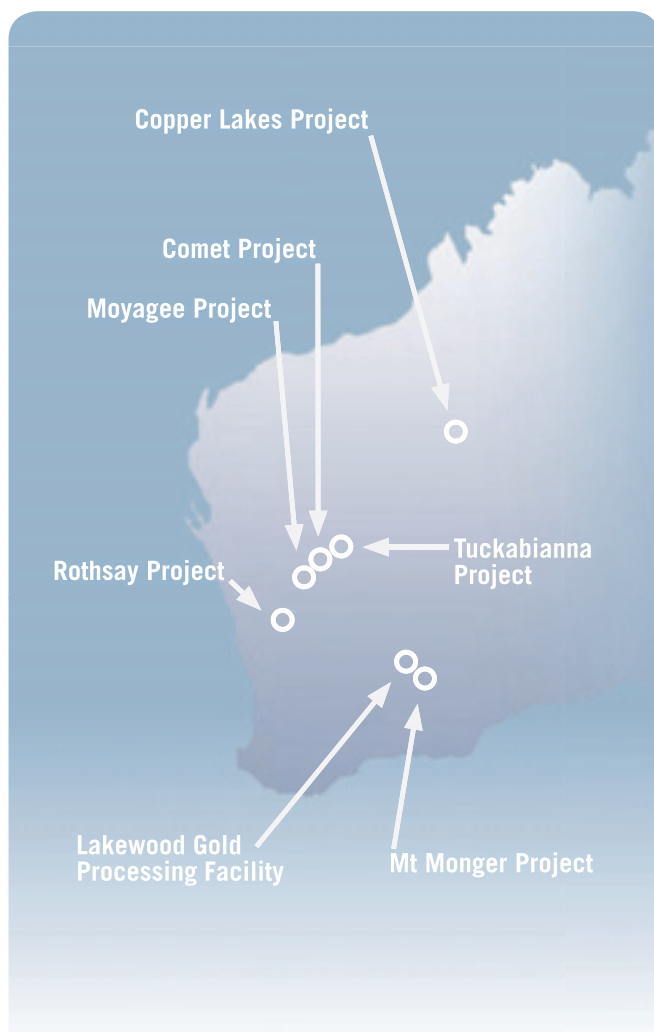 Copper Lakes Project
Comet Project
Moyagee Project
Tuckabianna
Project
Rothsay Project
Lakewood Gold
Processing Facility
Mt Monger Project